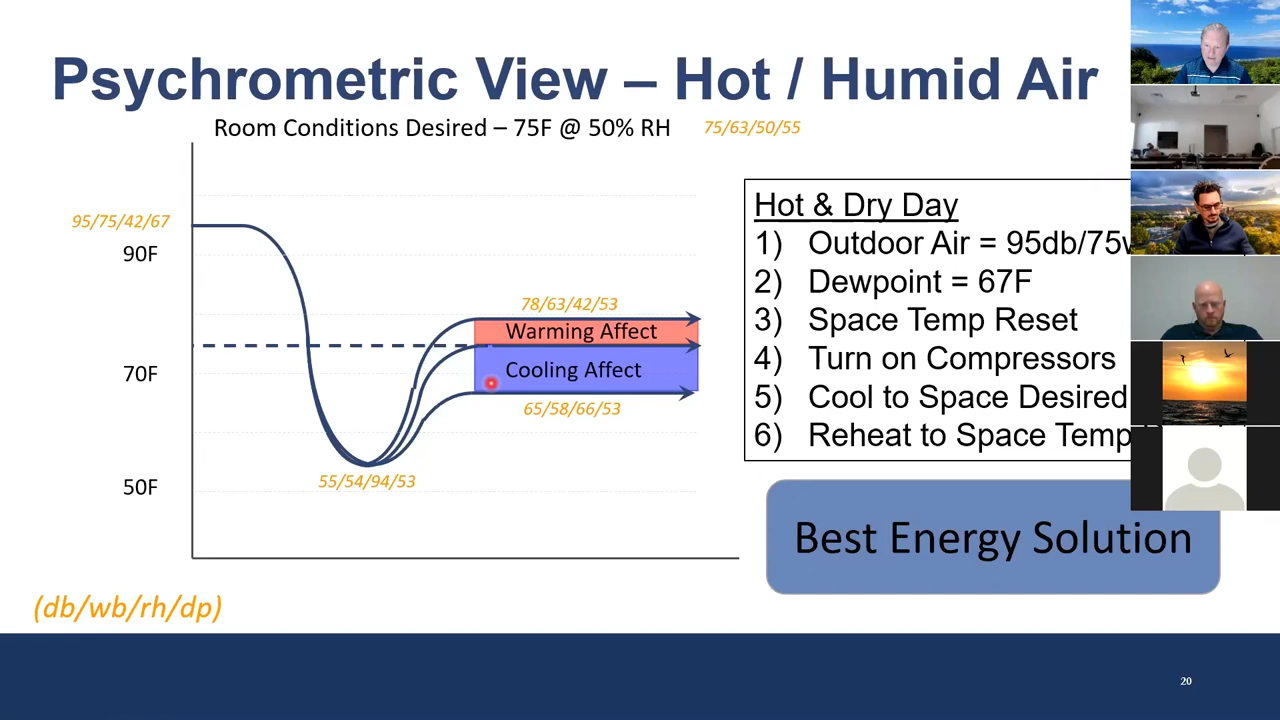 Psychrometric View – Hot / Humid Air
Room Conditions Desired – 75F @ 50% RH 75/63/50/55
95/75/42/67
90F
70F
50F
78/63/42/53
Warming Affect
Cooling Affect
65/58/66/53
55/54/94/53
(db/wb/rh/dp)
Hot & Dry Day
1) Outdoor Air = 95db/75w
2) Dewpoint = 67F
3) Space Temp Reset
4) Turn on Compressors
5) Cool to Space Desired
6) Reheat to Space Temp
Best Energy Solution
20